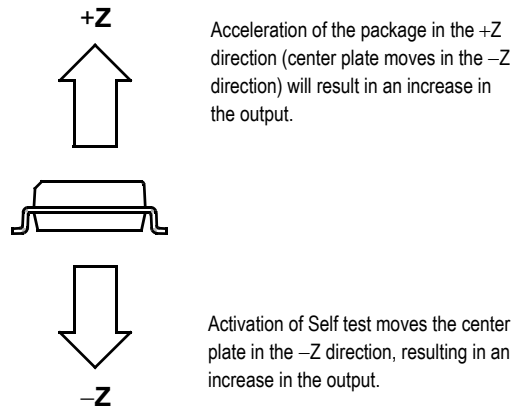 +Z
Acceleration of the package in the +Z
direction (center plate moves in the −Z
direction) will result in an increase in
the output.
Activation of Self test moves the center
plate in the −Z direction, resulting in an
increase in the output.
−Z